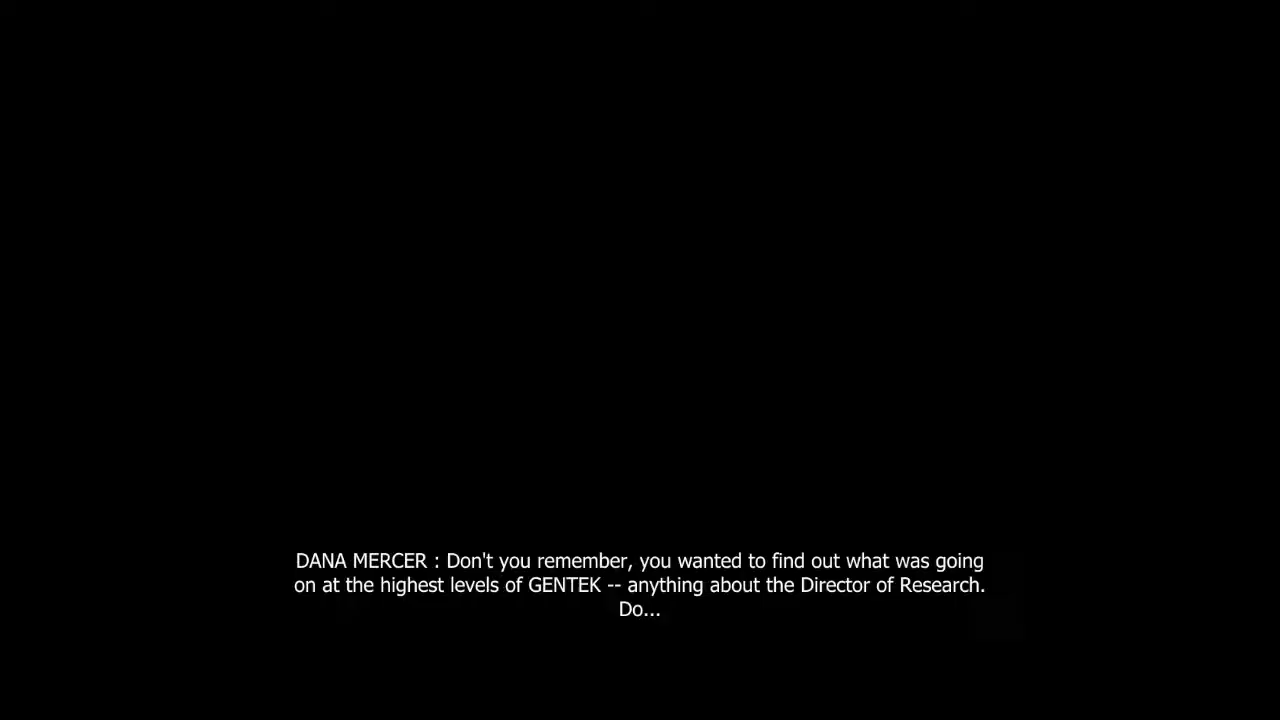 DANA MERCER : Don't you remember, you wanted to find out what was going
on at the highest levels of GENTEK -- anything about the Director of Research.
Do...